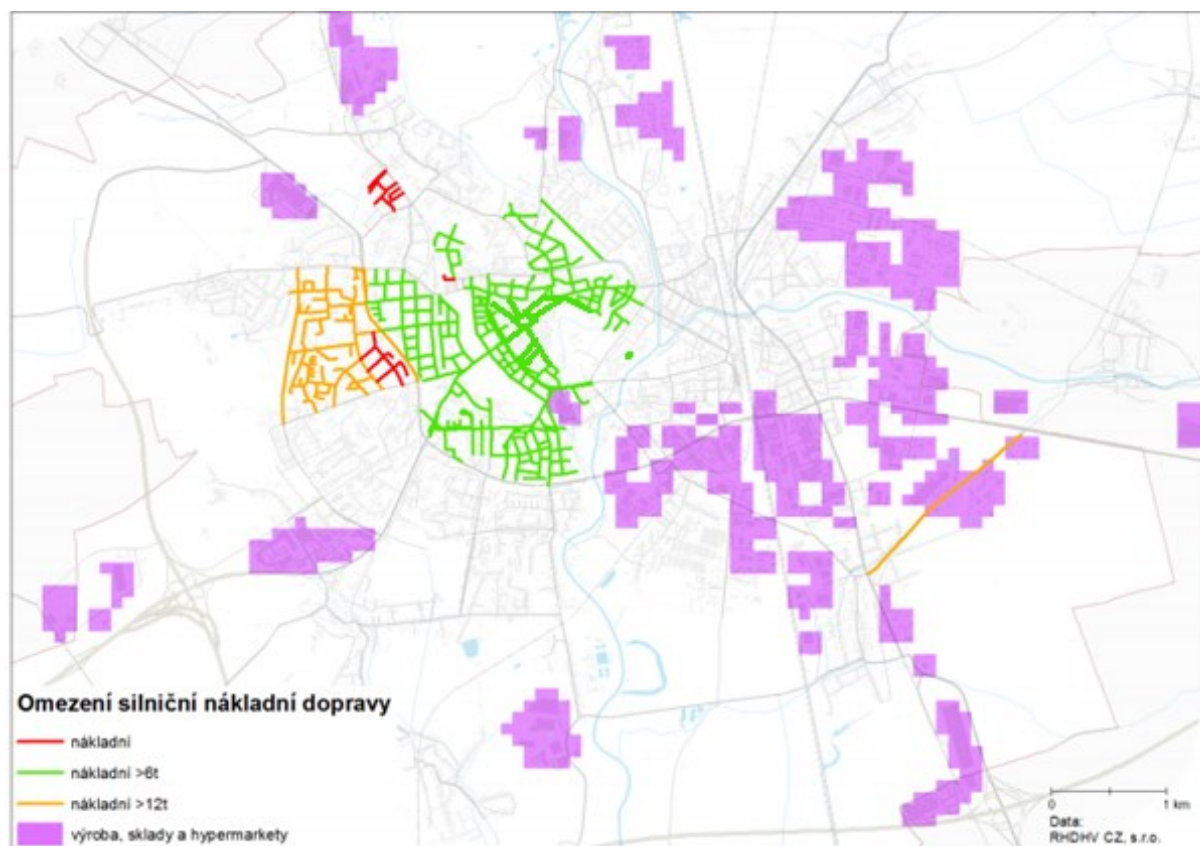 Omezení silniční nákladní dopravy
nákladní
nákladní >6t
nákladní >12t
výroba, sklady a hypermarkety
0 1 km
Data:
RHDHV CZ, s.r.o.